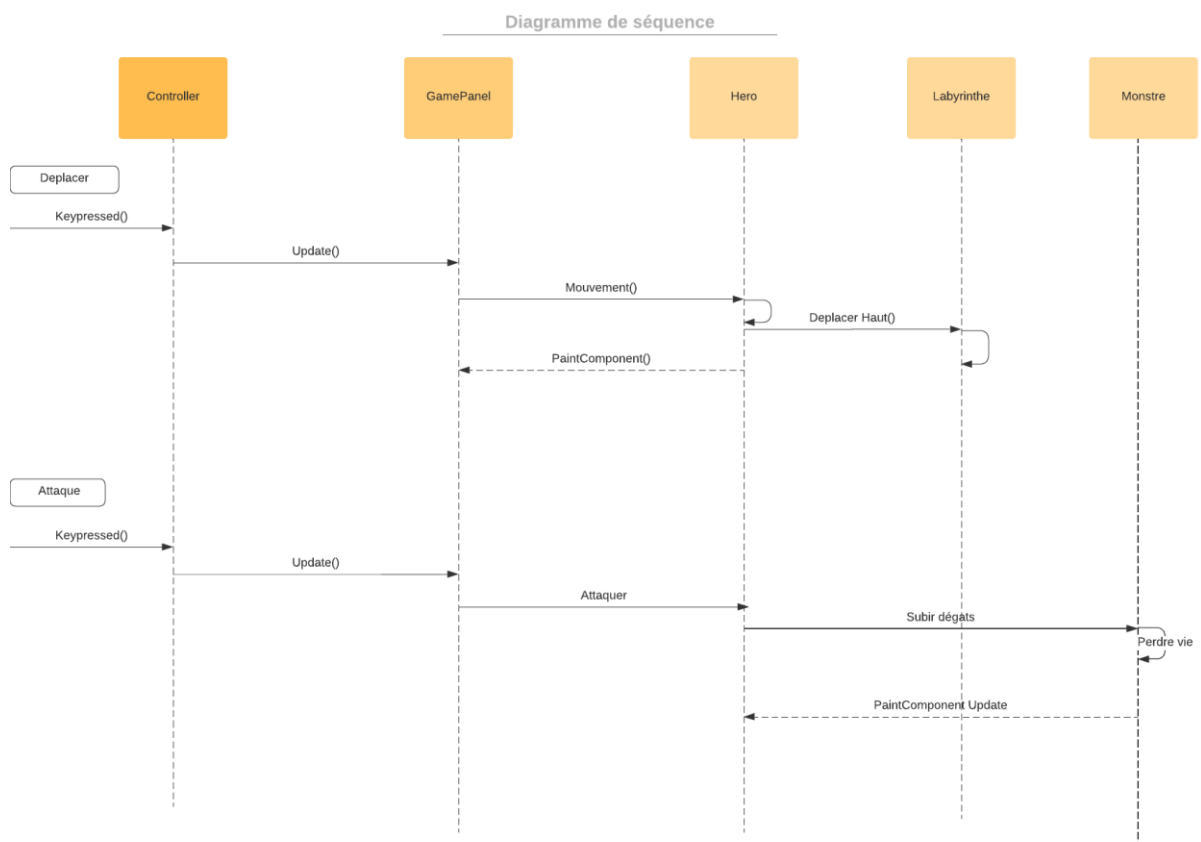 Diagramme de séquence
Controller
GamePanel
Hero
Labyrinthe
Monstre
Deplacer
Keypressed()
Update()
Mouvement()
Deplacer Haut()
PaintComponent()
Attaque
Keypressed()
Update()
Attaquer
Subir dégats
Perdre vie
PaintComponent Update